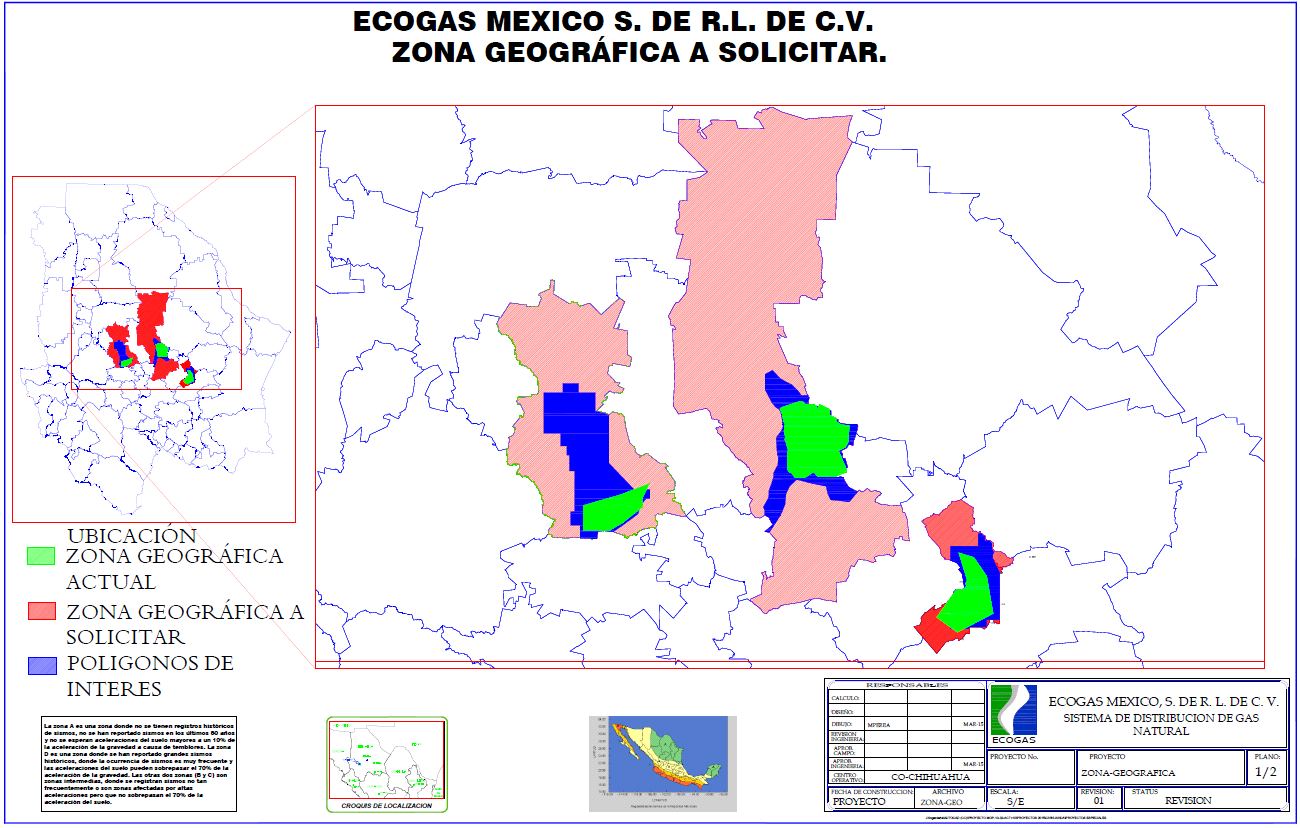 ECOGAS MEXICO S. DE R.L. DE C.V.
ZONA GEOGRÁFICA A SOLICITAR.
UBICACIÓN
ZONA GEOGRÁFICA
ACTUAL
ZONA GEOGRÁFICA A
SOLICITAR
POLIGONOS DE
INTERES
La zona A es una zona donde no se tienen registros históricos
de sismos, no se han reportado sismos en los últimos 80 años
y no se esperan aceleraciones del suelo mayores a un 10% de
la aceleración de la gravedad a causa de temblores. La zona
D es una zona donde se han reportado grandes sismos
históricos, donde la ocurrencia de sismos es muy frecuente y
las aceleraciones del suelo pueden sobrepasar el 70% de la
aceleración de la gravedad. Las otras dos zonas (B y C) son
zonas intermedias, donde se registran sismos no tan
frecuentemente o son zonas afectadas por altas
aceleraciones pero que no sobrepasan el 70% de la
aceleración del suelo.
CROQUIS DE LOCALIZACION
RESPONSABLES
CALCULO:
DISEÑO:
DIBUJO: MPEREA MAR-15
REVISION
INGENIERIA:
APROB.
CAMPO:
APROB.
INGENIERIA: MAR-15
CENTRO
OPERATIVO: CO-CHIHUAHUA
FECHA DE CONSTRUCCION:
PROYECTO
ARCHIVO
ZONA-GEO
ECOGAS
ECOGAS MEXICO, S. DE R. L. DE C. V.
SISTEMA DE DISTRIBUCION DE GAS
NATURAL
PROYECTO No.
PROYECTO
ZONA-GEOGRAFICA
PLANO:
1/2
ESCALA:
S/E
REVISION:
01
STATUS
REVISION